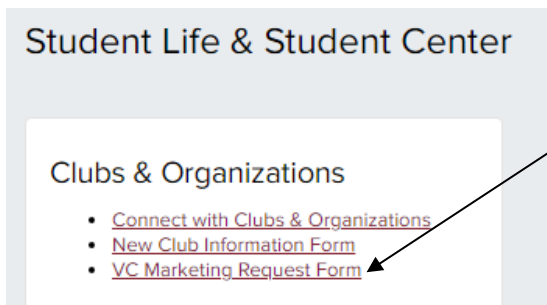 Student Life & Student Center
Clubs & Organizations
• Connect with Clubs & Organizations
• New Club Information Form
• VC Marketing Request Form